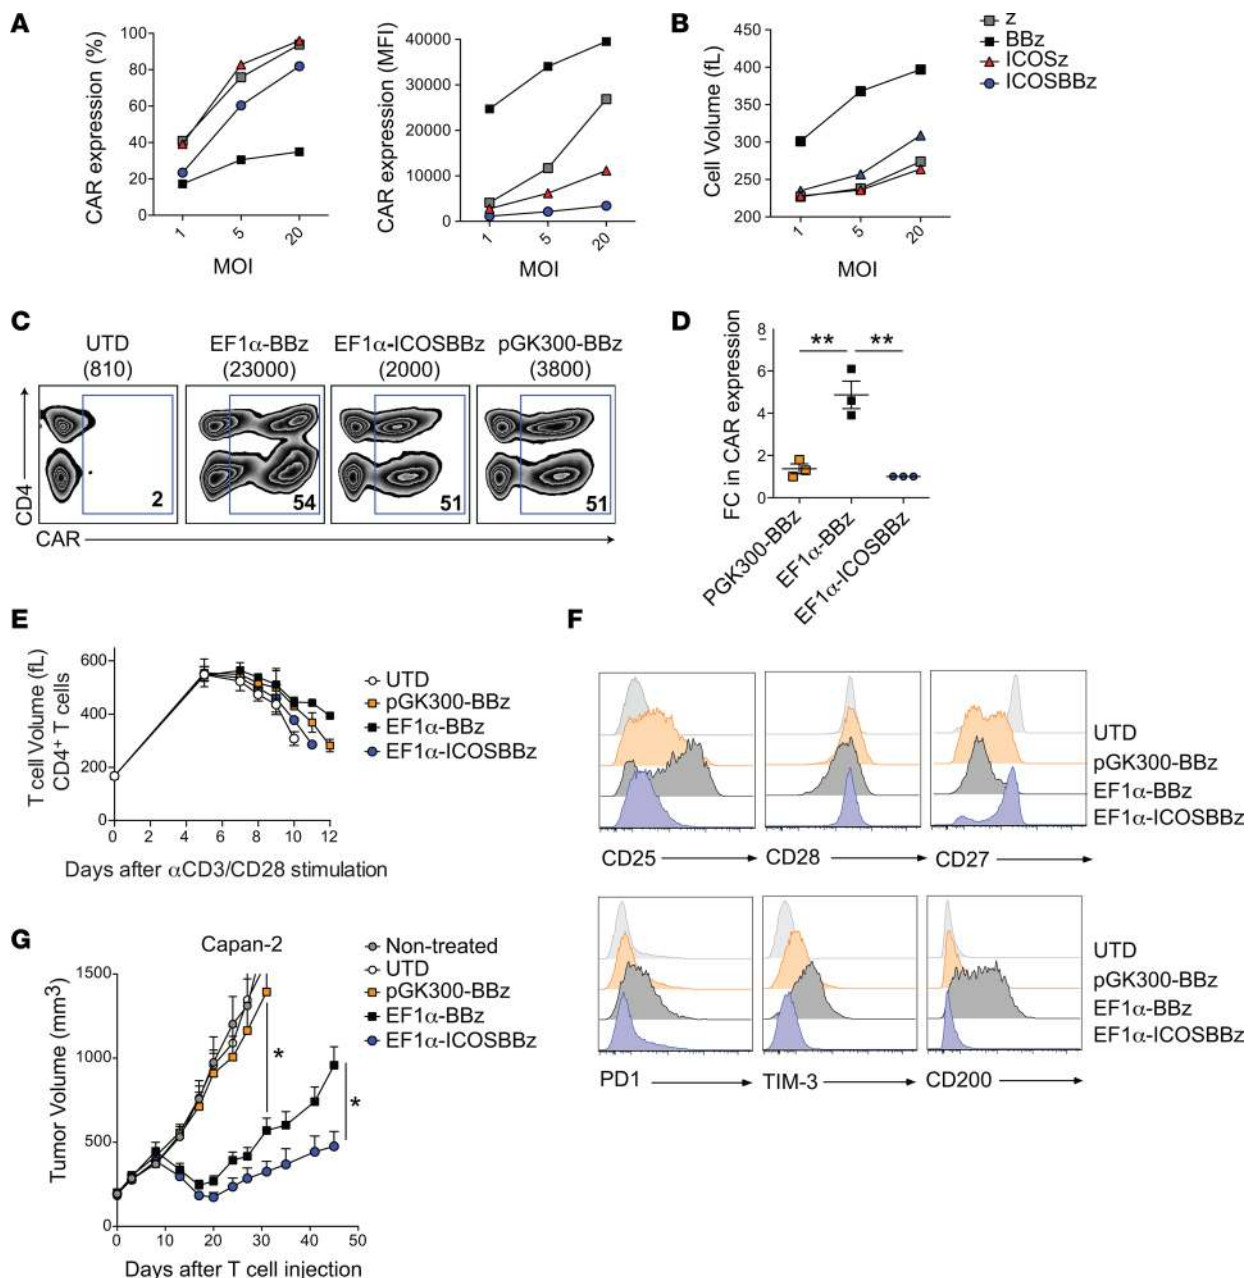 A
CAR expression (%)
100
80
60
40
20
0
1
5
20
MOI
CAR expression (MFI)
40000
30000
20000
10000
0
1
5
20
MOI
B
Cell Volume (fL)
450
400
350
300
250
200
1
5
20
MOI
z
BBz
ICOSz
ICOSBBz
C
UTD
(810)
EF1α-BBz
(23000)
EF1α-ICOSBBz
(2000)
pGK300-BBz
(3800)
2
54
51
51
CD4
CAR
D
FC in CAR expression
8
6
4
2
0
** **
PGK300-BBz
EF1α-BBz
EF1α-ICOSBBz
E
T cell Volume (fL)
CD4+ T cells
600
400
200
0
0 2 4 6 8 10 12
Days after αCD3/CD28 stimulation
UTD
pGK300-BBz
EF1α-BBz
EF1α-ICOSBBz
F
UTD
pGK300-BBz
EF1α-BBz
EF1α-ICOSBBz
CD25
CD28
CD27
UTD
pGK300-BBz
EF1α-BBz
EF1α-ICOSBBz
PD1
TIM-3
CD200
G
Capan-2
Tumor Volume (mm3)
1500
1000
500
0
0 10 20 30 40 50
Days after T cell injection
*
*
Non-treated
UTD
pGK300-BBz
EF1α-BBz
EF1α-ICOSBBz